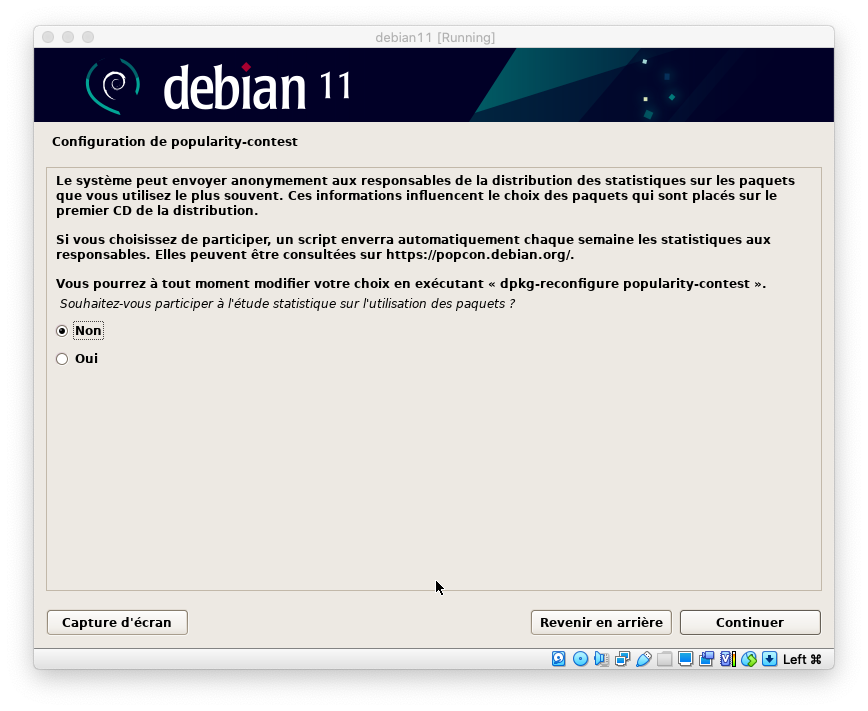 debian11 [Running]
debian 11
Configuration de popularity-contest
Le système peut envoyer anonymement aux responsables de la distribution des statistiques sur les paquets
que vous utilisez le plus souvent. Ces informations influencent le choix des paquets qui sont placés sur le
premier CD de la distribution.
Si vous choisissez de participer, un script enverra automatiquement chaque semaine les statistiques aux
responsables. Elles peuvent être consultées sur https://popcon.debian.org/.
Vous pourrez à tout moment modifier votre choix en exécutant « dpkg-reconfigure popularity-contest ».
Souhaitez-vous participer à l'étude statistique sur l'utilisation des paquets ?
Non
Oui
Capture d'écran
Revenir en arrière
Continuer
Left ⌘